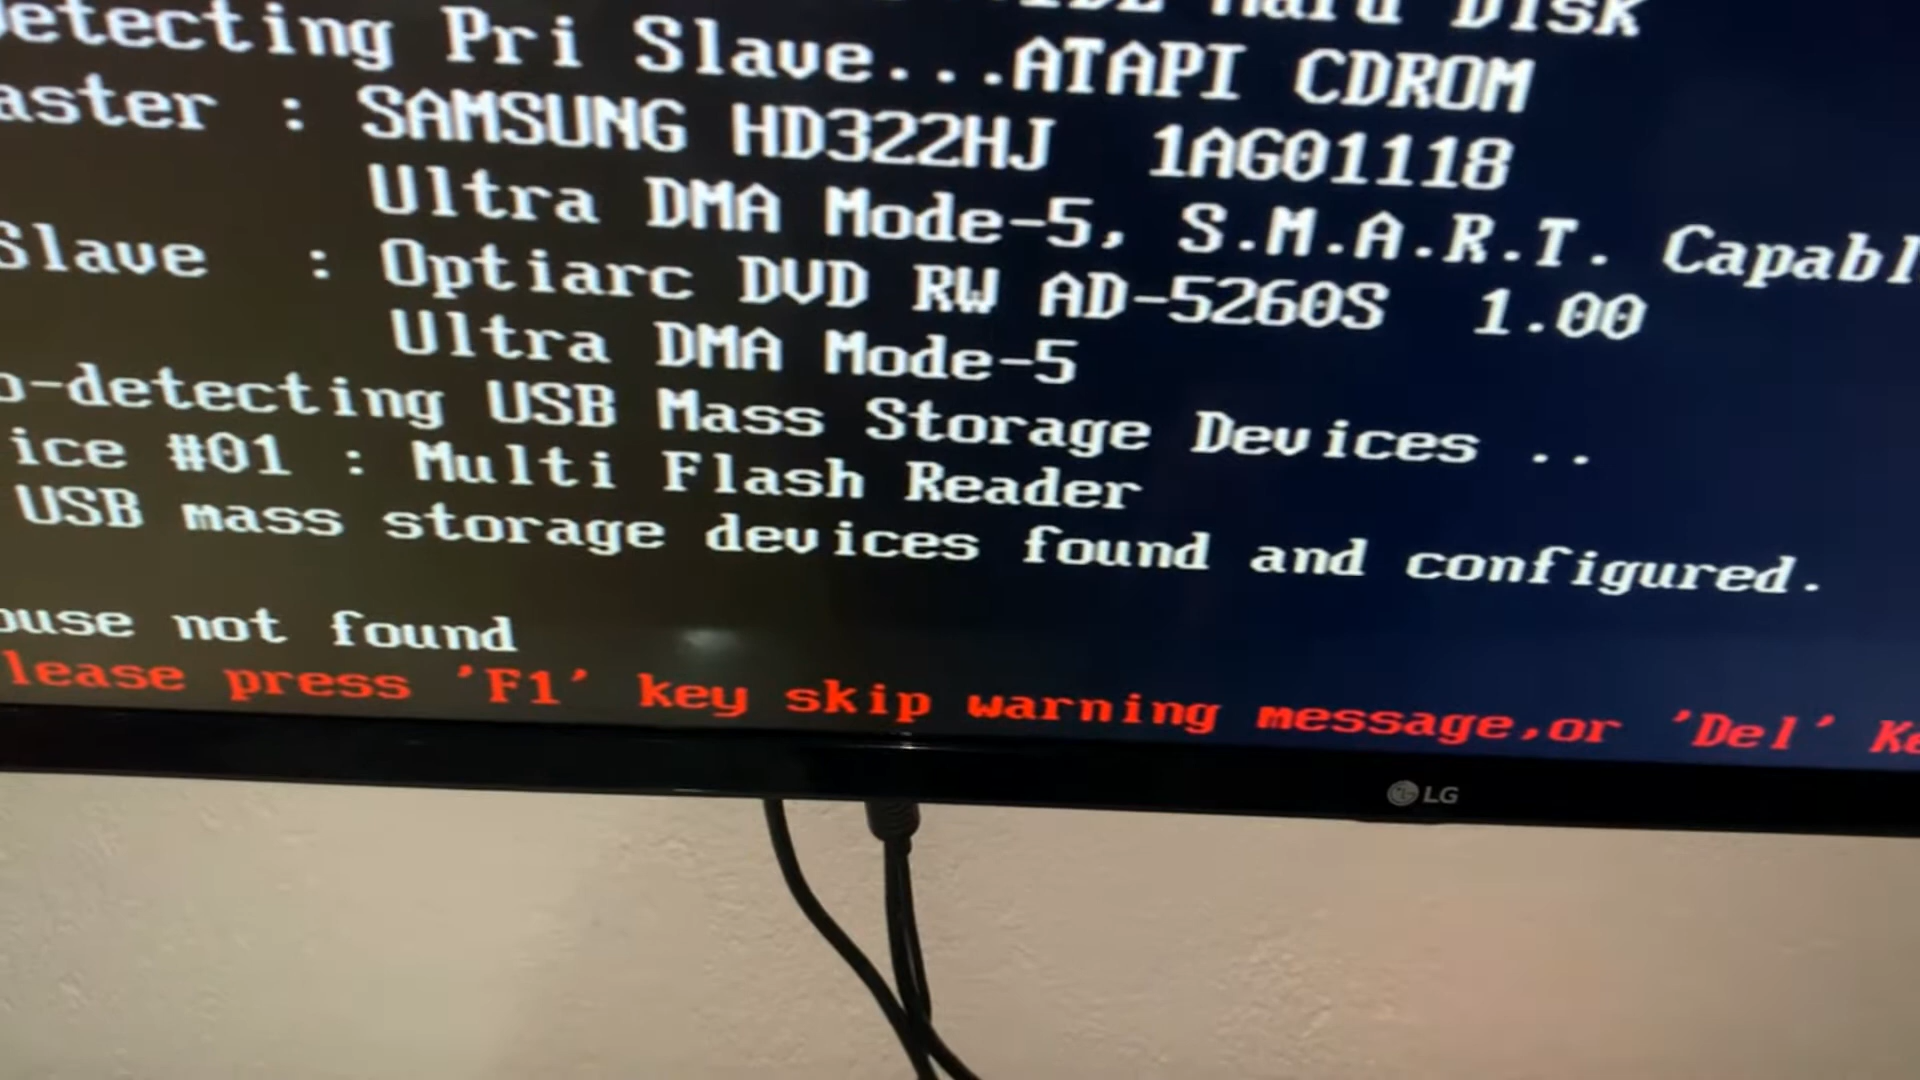 Hard Disk
etecting Pri Slave...ATAPI CDROM
aster : SAMSUNG HD322HJ 1AG01118
Ultra DMA Mode-5, S.M.A.R.T. Capabl
Slave : Optiarc DVD RW AD-5260S 1.00
Ultra DMA Mode-5
o-detecting USB Mass Storage Devices ..
ice #01 : Multi Flash Reader
USB mass storage devices found and configured.
ouse not found
lease press 'F1' key skip warning message,or 'Del' Ke
LG